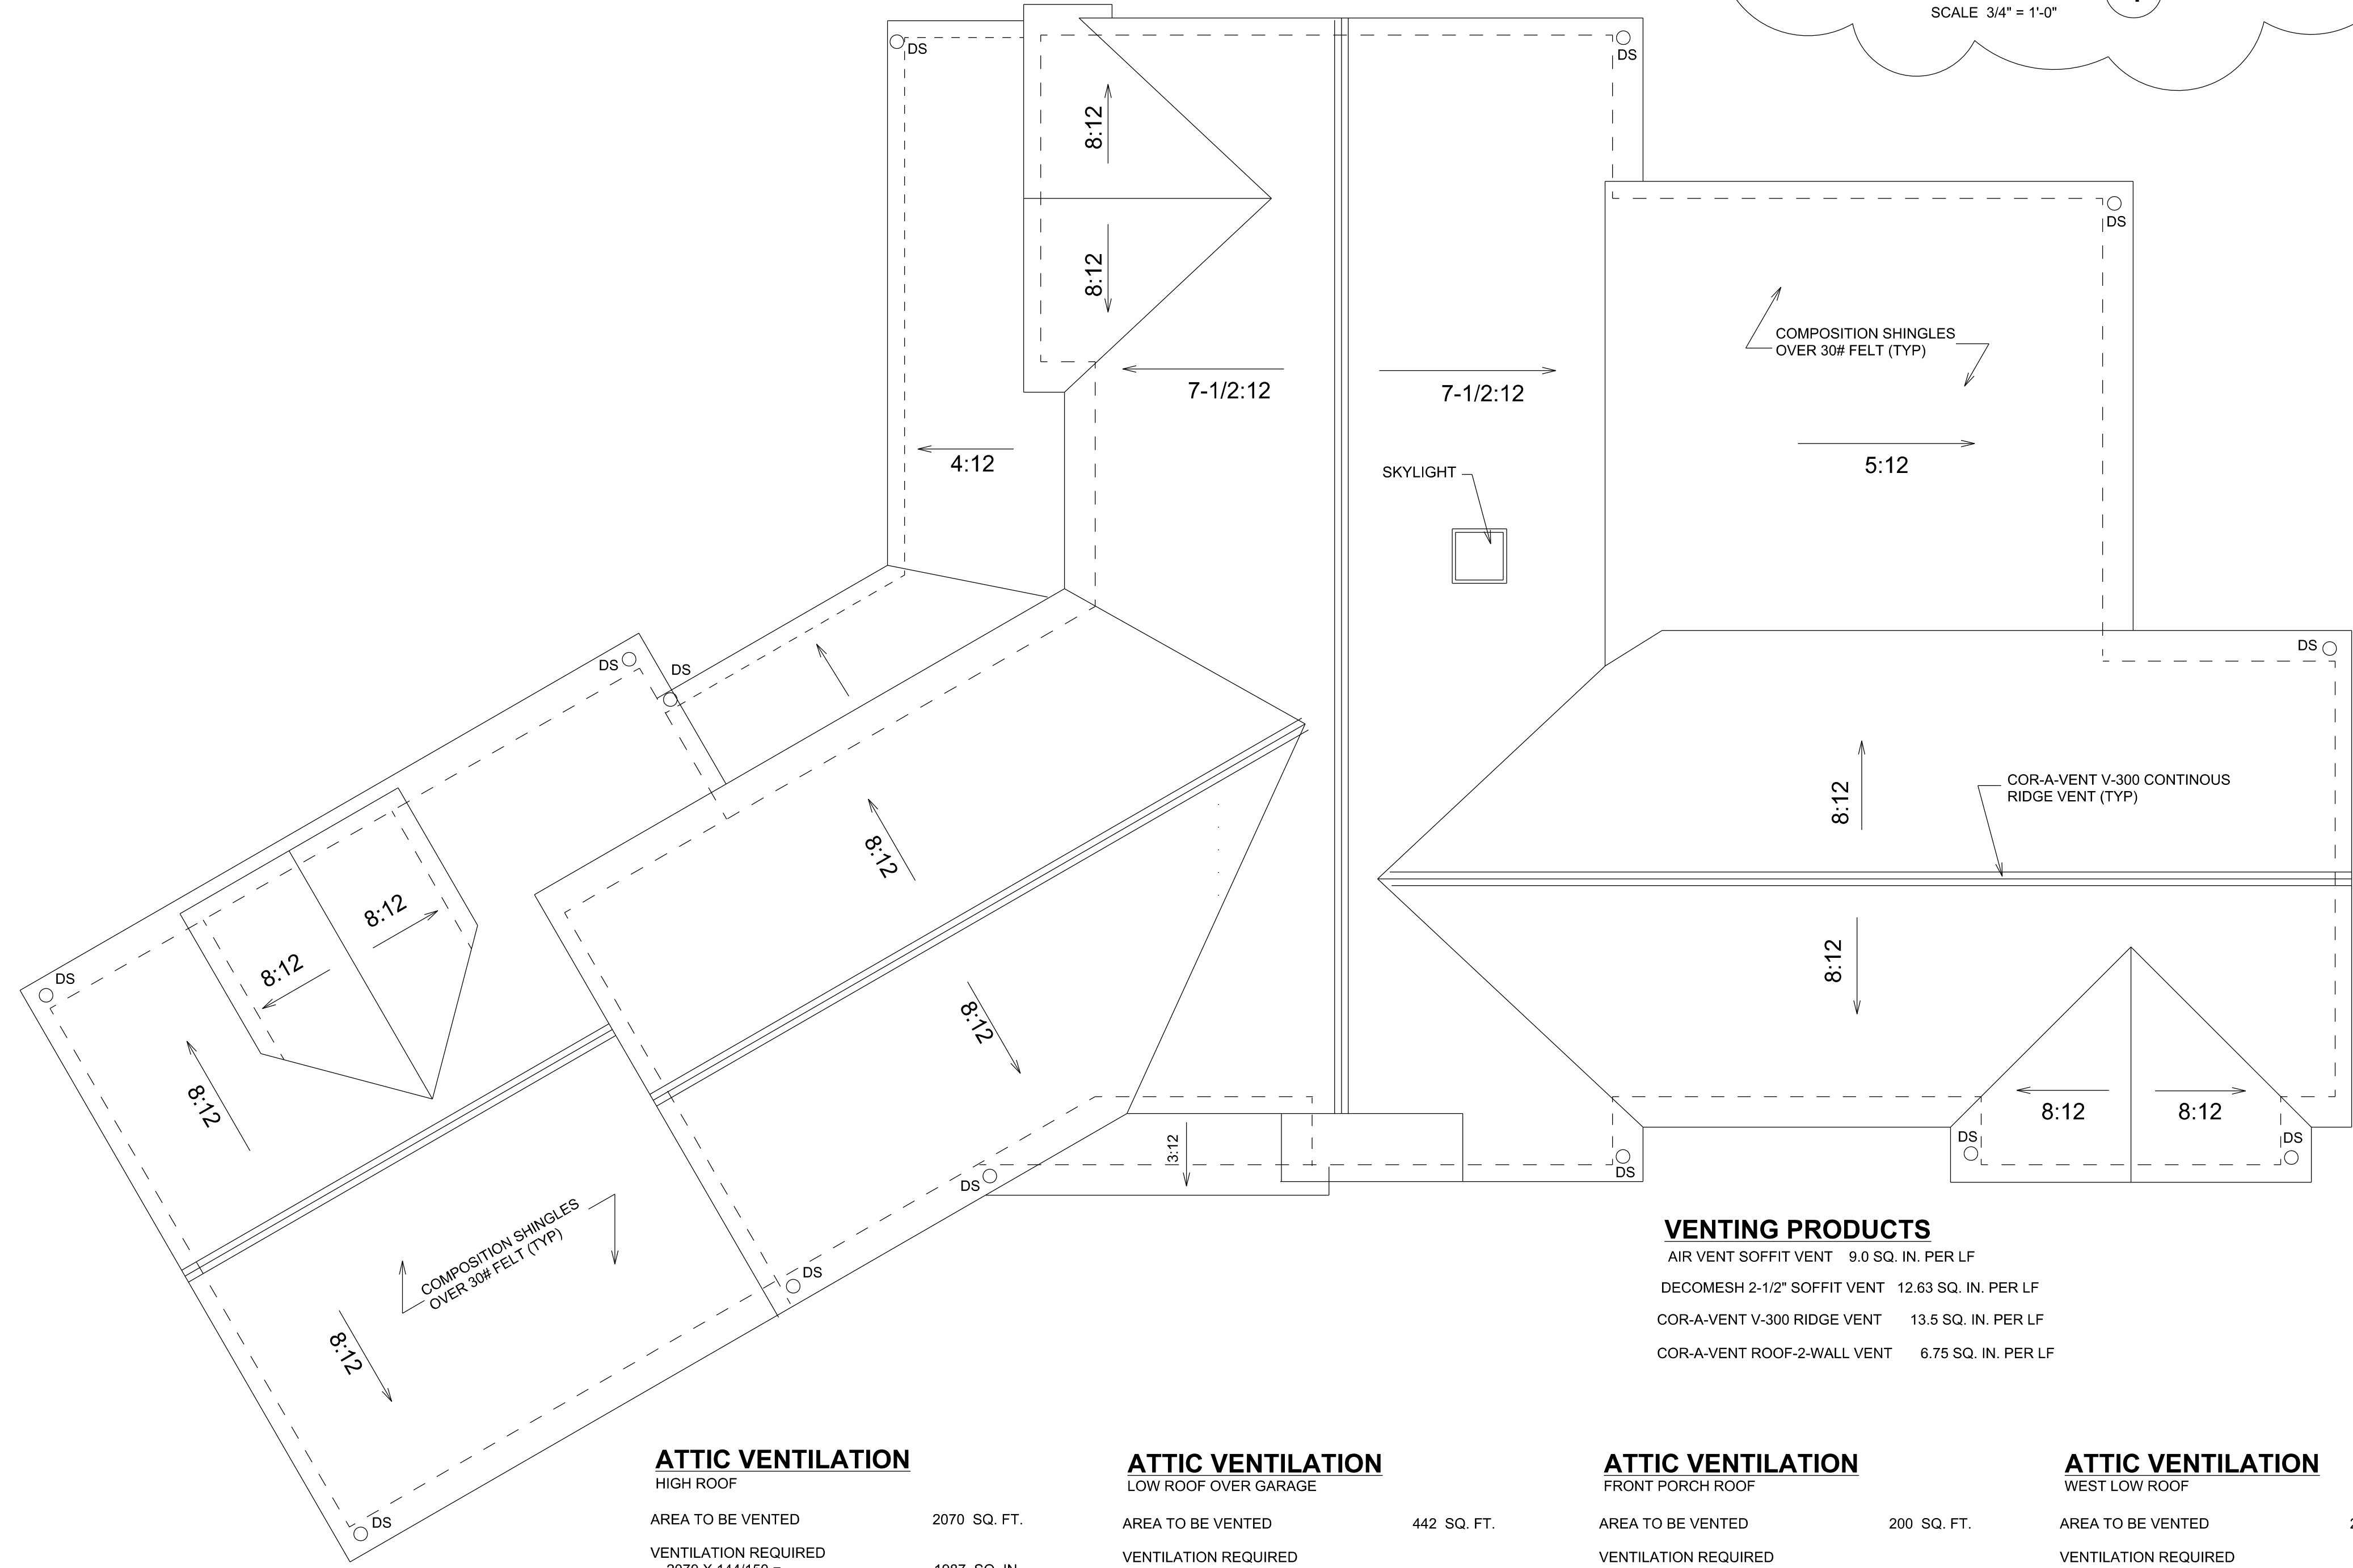 SCALE 3/4" = 1'-0"
DS
DS
DS
8:12
8:12
7-1/2:12
7-1/2:12
COMPOSITION SHINGLES
OVER 30# FELT (TYP)
4:12
5:12
SKYLIGHT
DS
DS
DS
8:12
COR-A-VENT V-300 CONTINOUS
RIDGE VENT (TYP)
8:12
8:12
8:12
8:12
DS
8:12
8:12
8:12
8:12
8:12
3:12
DS
DS
DS
DS
COMPOSITION SHINGLES
OVER 30# FELT (TYP)
DS
8:12
DS
VENTING PRODUCTS
AIR VENT SOFFIT VENT 9.0 SQ. IN. PER LF
DECOMESH 2-1/2" SOFFIT VENT 12.63 SQ. IN. PER LF
COR-A-VENT V-300 RIDGE VENT 13.5 SQ. IN. PER LF
COR-A-VENT ROOF-2-WALL VENT 6.75 SQ. IN. PER LF
ATTIC VENTILATION
HIGH ROOF
AREA TO BE VENTED 2070 SQ. FT.
VENTILATION REQUIRED
2070 X 144/150 = 1987 SQ. IN.
ATTIC VENTILATION
LOW ROOF OVER GARAGE
AREA TO BE VENTED 442 SQ. FT.
VENTILATION REQUIRED
ATTIC VENTILATION
FRONT PORCH ROOF
AREA TO BE VENTED 200 SQ. FT.
VENTILATION REQUIRED
ATTIC VENTILATION
WEST LOW ROOF
AREA TO BE VENTED
VENTILATION REQUIRED